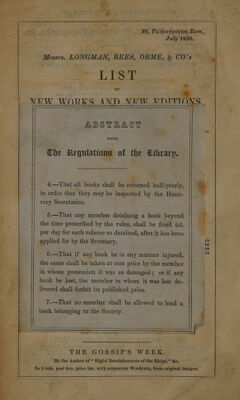 39, PATERNOSTER-ROW,
July 1836.
Messrs. LONGMAN, REES, ORME, & CO.'s
LIST
OF
NEW WORKS AND NEW EDITIONS
ABSTRACT
FROM
The Regulations of the Library.
4.—That all books shall be returned half-yearly,
in order that they may be inspected by the Hono-
rary Secretaries.
5.—That any member detaining a book beyond
the time prescribed by the rules, shall be fined 6d.
per day for each volume so detained, after it has been
applied for by the Secretary.
6.—That if any book be in any manner injured,
the same shall be taken at cost price by the member
in whose possession it was so damaged; or if any
book be lost, the member to whom it was last de-
livered shall forfeit its published price.
7.—That no member shall be allowed to lend a
book belonging to the Society.
THE GOSSIP'S WEEK.
By the Author of "Slight Reminiscences of the Rhine," &c.
In 2 vols. post 8vo, price 24s. with numerous Woodcuts, from original designs.